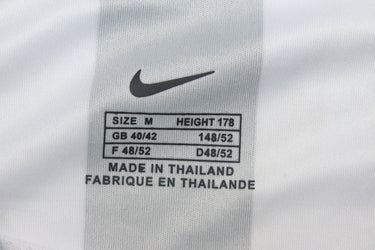 SIZE M HEIGHT 178
GB 40/42 148/52
F 48/52 D48/52
MADE IN THAILAND
FABRIQUE EN THAILANDE